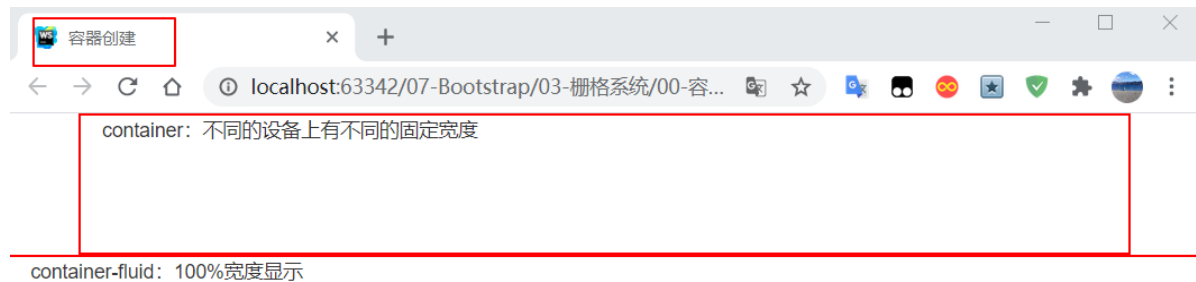 WS 容器创建
localhost:63342/07-Bootstrap/03-栅格系统/00-容...
container：不同的设备上有不同的固定宽度
container-fluid：100%宽度显示